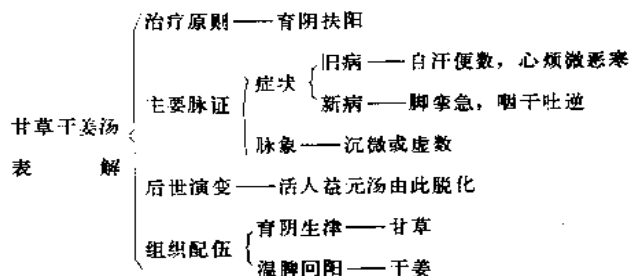 治疗原则——育阴扶阳
旧病——自汗便数，心烦微恶寒
症状
新病——脚挛急，咽干吐逆
主要脉证
甘草干姜汤
脉象——沉微或虚数
表 解
后世演变——活人益元汤由此脱化
育阴生津——甘草
组织配伍
温脾回阳——干姜